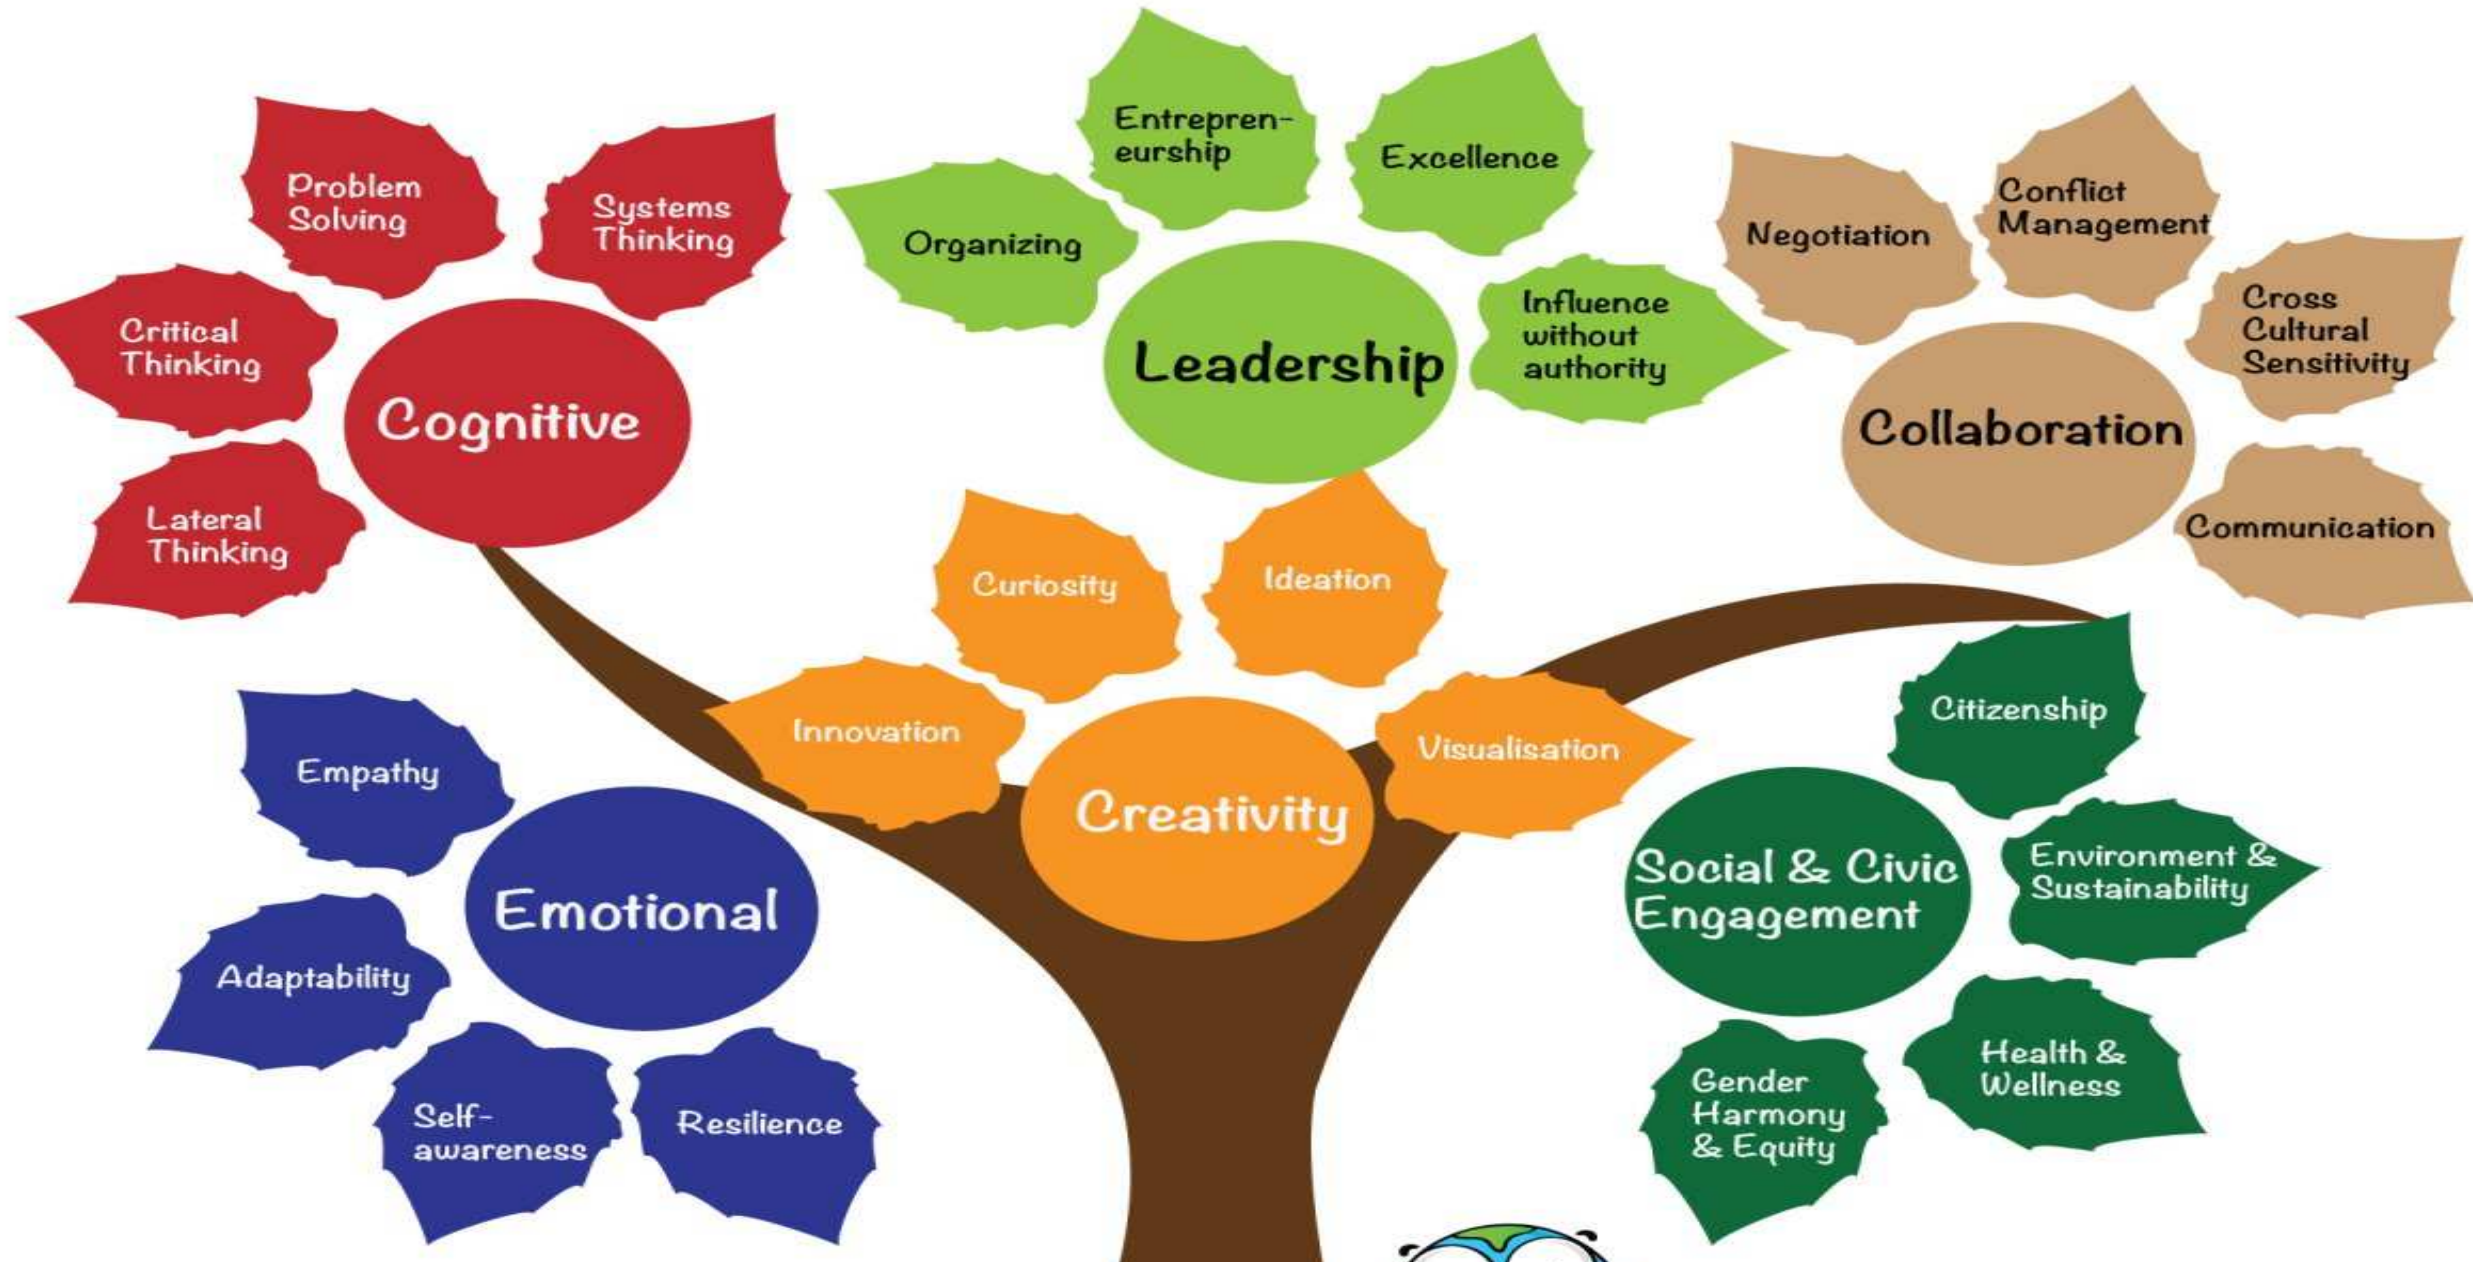 Problem
Solving
Systems
Thinking
Critical
Thinking
Lateral
Thinking
Cognitive
Entrepren-
eurship
Excellence
Organizing
Influence
without
authority
Leadership
Negotiation
Conflict
Management
Cross
Cultural
Sensitivity
Communication
Collaboration
Curiosity
Ideation
Innovation
Visualisation
Creativity
Empathy
Adaptability
Self-
awareness
Resilience
Emotional
Citizenship
Environment &
Sustainability
Health &
Wellness
Gender
Harmony
& Equity
Social & Civic
Engagement